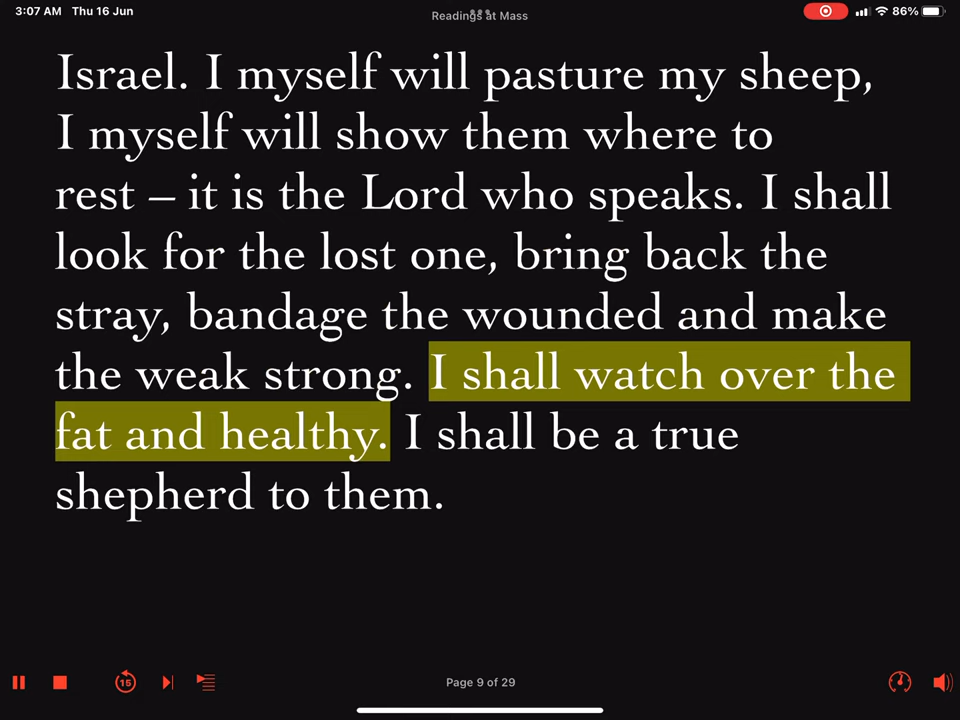 3:07 AM Thu 16 Jun
Readings at Mass
86%
Israel. I myself will pasture my sheep,
I myself will show them where to
rest – it is the Lord who speaks. I shall
look for the lost one, bring back the
stray, bandage the wounded and make
the weak strong. I shall watch over the
fat and healthy. I shall be a true
shepherd to them.
15
Page 9 of 29